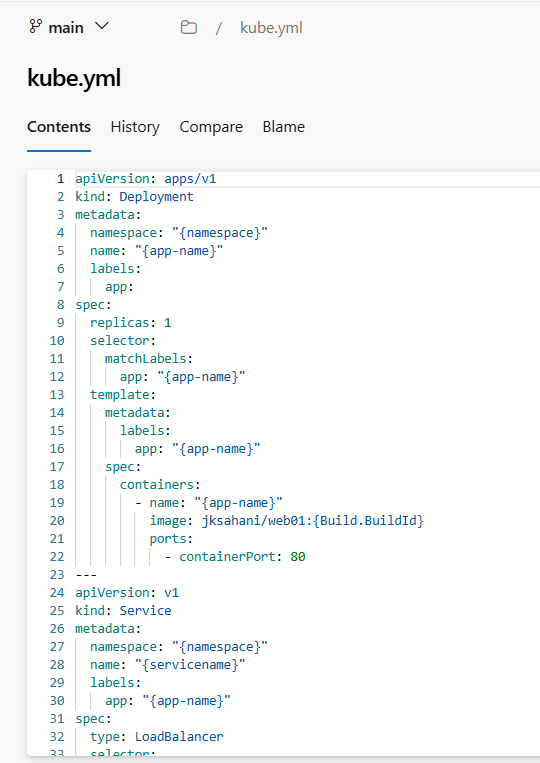 main
/ kube.yml
kube.yml
Contents History Compare Blame
1 apiVersion: apps/v1
2 kind: Deployment
3 metadata:
4 namespace: "{namespace}"
5 name: "{app-name}"
6 labels:
7 app:
8 spec:
9 replicas: 1
10 selector:
11 matchLabels:
12 app: "{app-name}"
13 template:
14 metadata:
15 labels:
16 app: "{app-name}"
17 spec:
18 containers:
19 - name: "{app-name}"
20 image: jksahani/web01:{Build.BuildId}
21 ports:
22 - containerPort: 80
23 ---
24 apiVersion: v1
25 kind: Service
26 metadata:
27 namespace: "{namespace}"
28 name: "{servicename}"
29 labels:
30 app: "{app-name}"
31 spec:
32 type: LoadBalancer
33 selector: